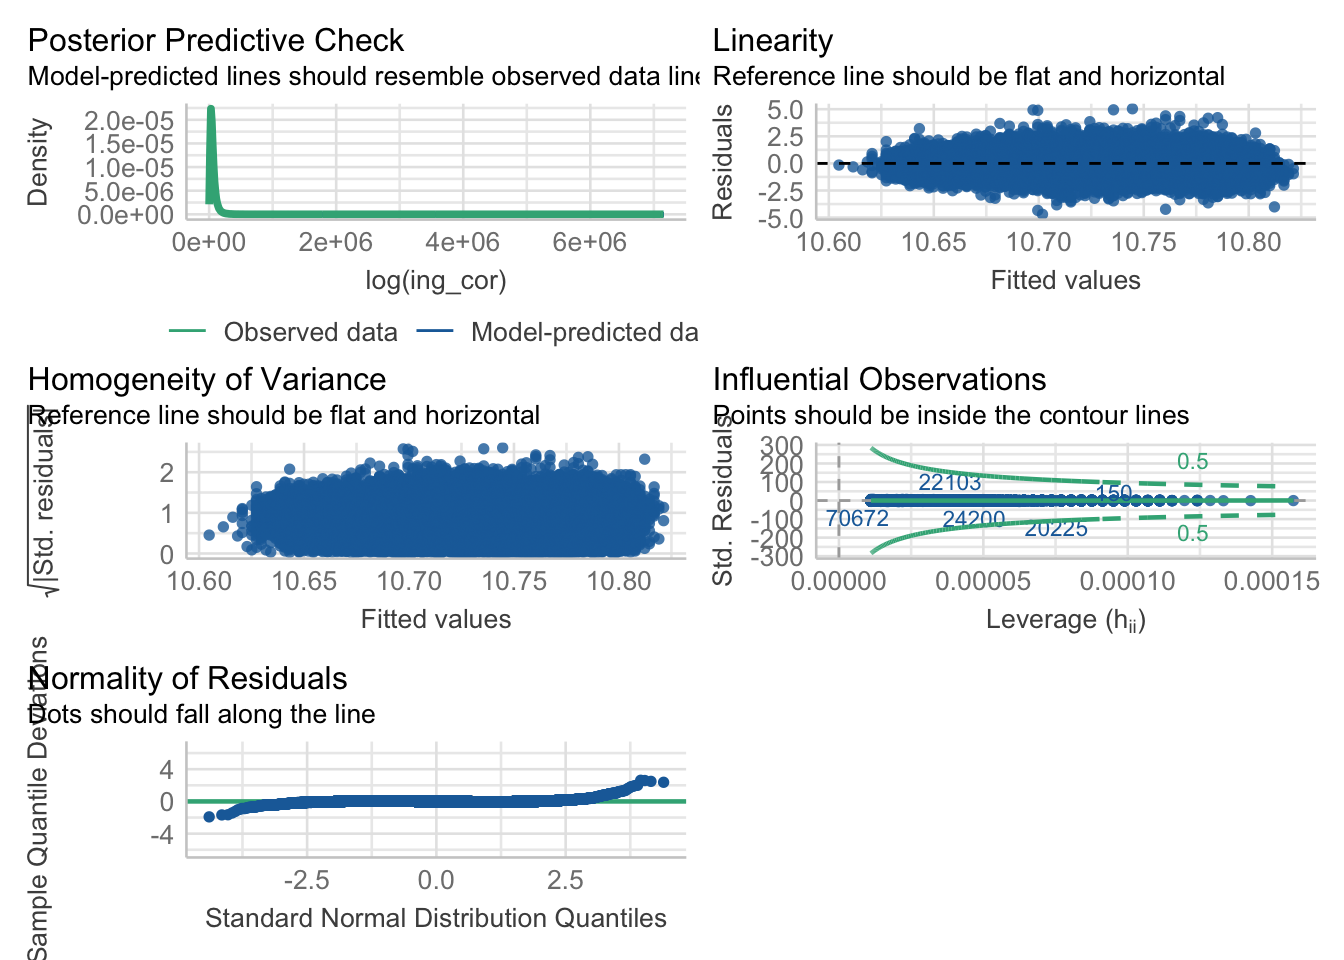 Posterior Predictive Check
Model-predicted lines should resemble observed data line
Density
2.0e-05
1.5e-05
1.0e-05
5.0e-06
0.0e+00
0e+00 2e+06 4e+06 6e+06
log(ing_cor)
Observed data Model-predicted da
Linearity
Reference line should be flat and horizontal
Residuals
5.0
2.5
0.0
-2.5
-5.0
10.60 10.65 10.70 10.75 10.80
Fitted values
Homogeneity of Variance
Reference line should be flat and horizontal
√|Std. residuals|
2
1
0
10.60 10.65 10.70 10.75 10.80
Fitted values
Influential Observations
Points should be inside the contour lines
Std. Residuals
300
200
100
0
-100
-200
-300
0.5
22103
150
70672
24200
20225
0.5
0.00000 0.00005 0.00010 0.00015
Leverage (hii)
Normality of Residuals
Dots should fall along the line
Sample Quantile Deviations
4
0
-4
-2.5 0.0 2.5
Standard Normal Distribution Quantiles